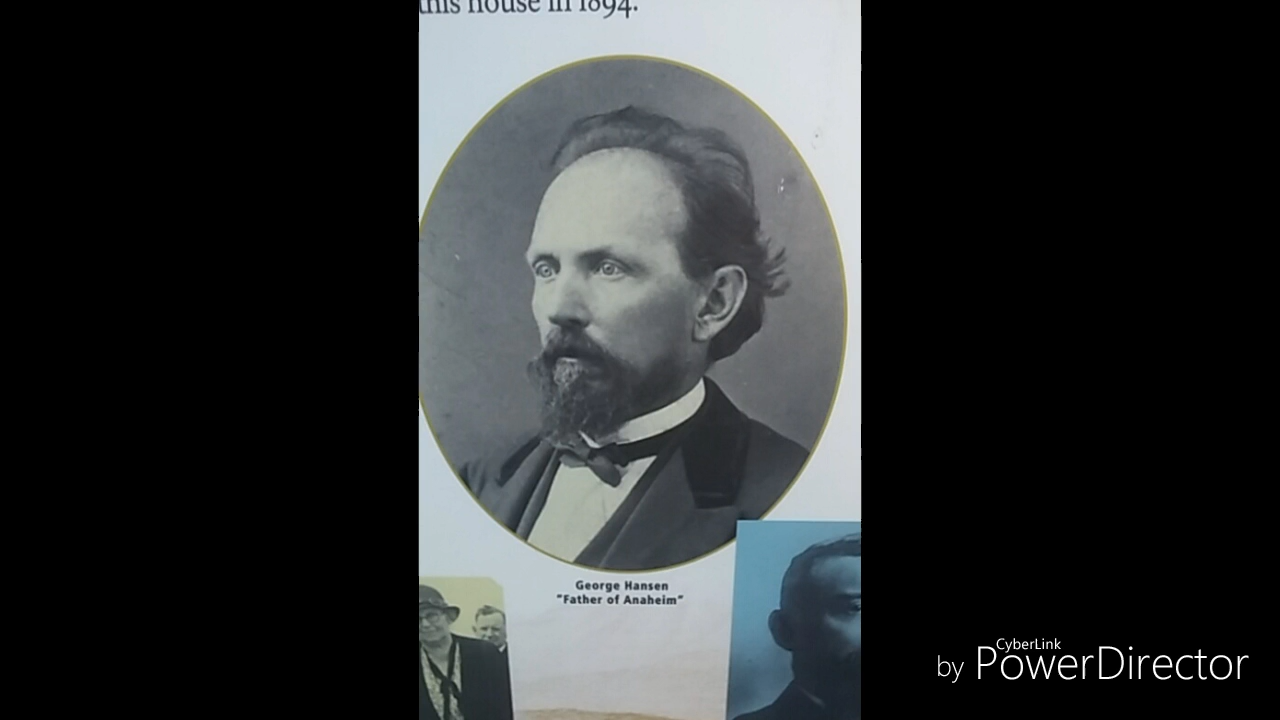 this house in 1894.
George Hansen
"Father of Anaheim"
CyberLink
by PowerDirector